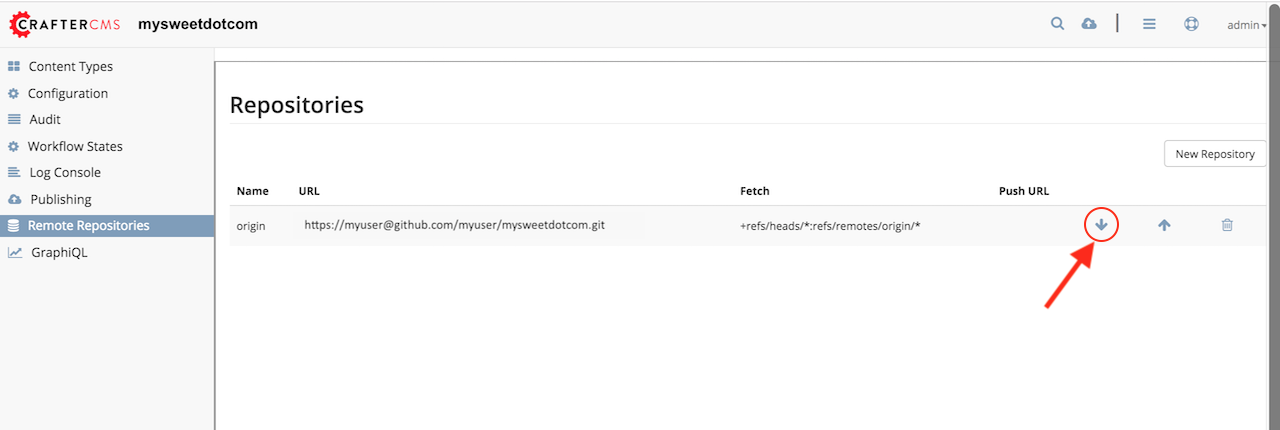 CRAFTERCMS mysweetdotcom admin
Content Types
Configuration
Audit
Workflow States
Log Console
Publishing
Remote Repositories
GraphiQL
Repositories
New Repository
Name URL Fetch Push URL
origin https://myuser@github.com/myuser/mysweetdotcom.git +refs/heads/*:refs/remotes/origin/*